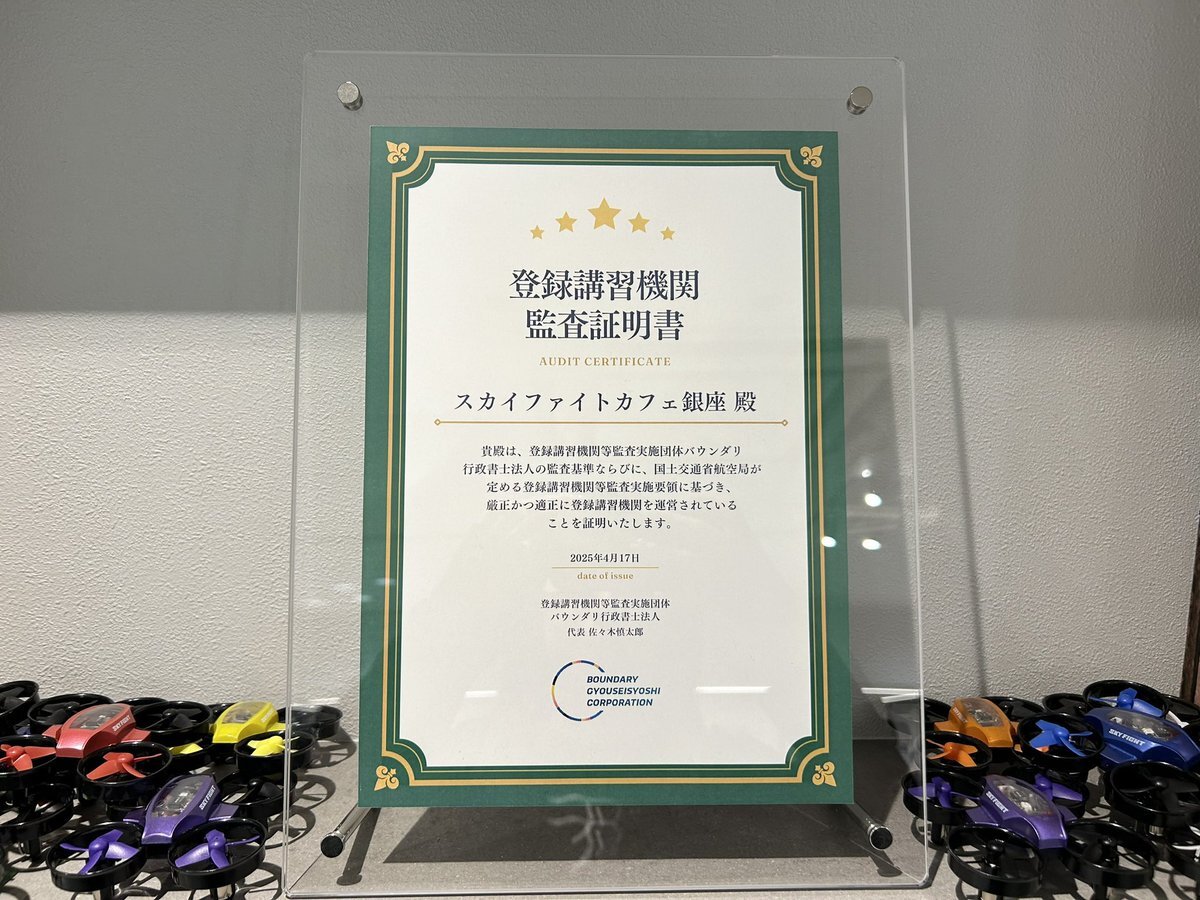 登録講習機関
監査証明書
AUDIT CERTIFICATE
スカイファイトカフェ銀座 殿
貴殿は、登録講習機関等監査実施団体バウンダリ
行政書士法人の監査基準ならびに、国土交通省航空局が
定める登録講習機関等監査実施要領に基づき、
厳正かつ適正に登録講習機関を運営されている
ことを証明いたします。
2025年4月17日
date of issue
登録講習機関等監査実施団体
バウンダリ行政書士法人
代表 佐々木慎太郎
BOUNDARY
GYOUSEISYOSHI
CORPORATION
SKYFIGHT
SKYFIGHT
SKYFIGHT
SKYFIGHT